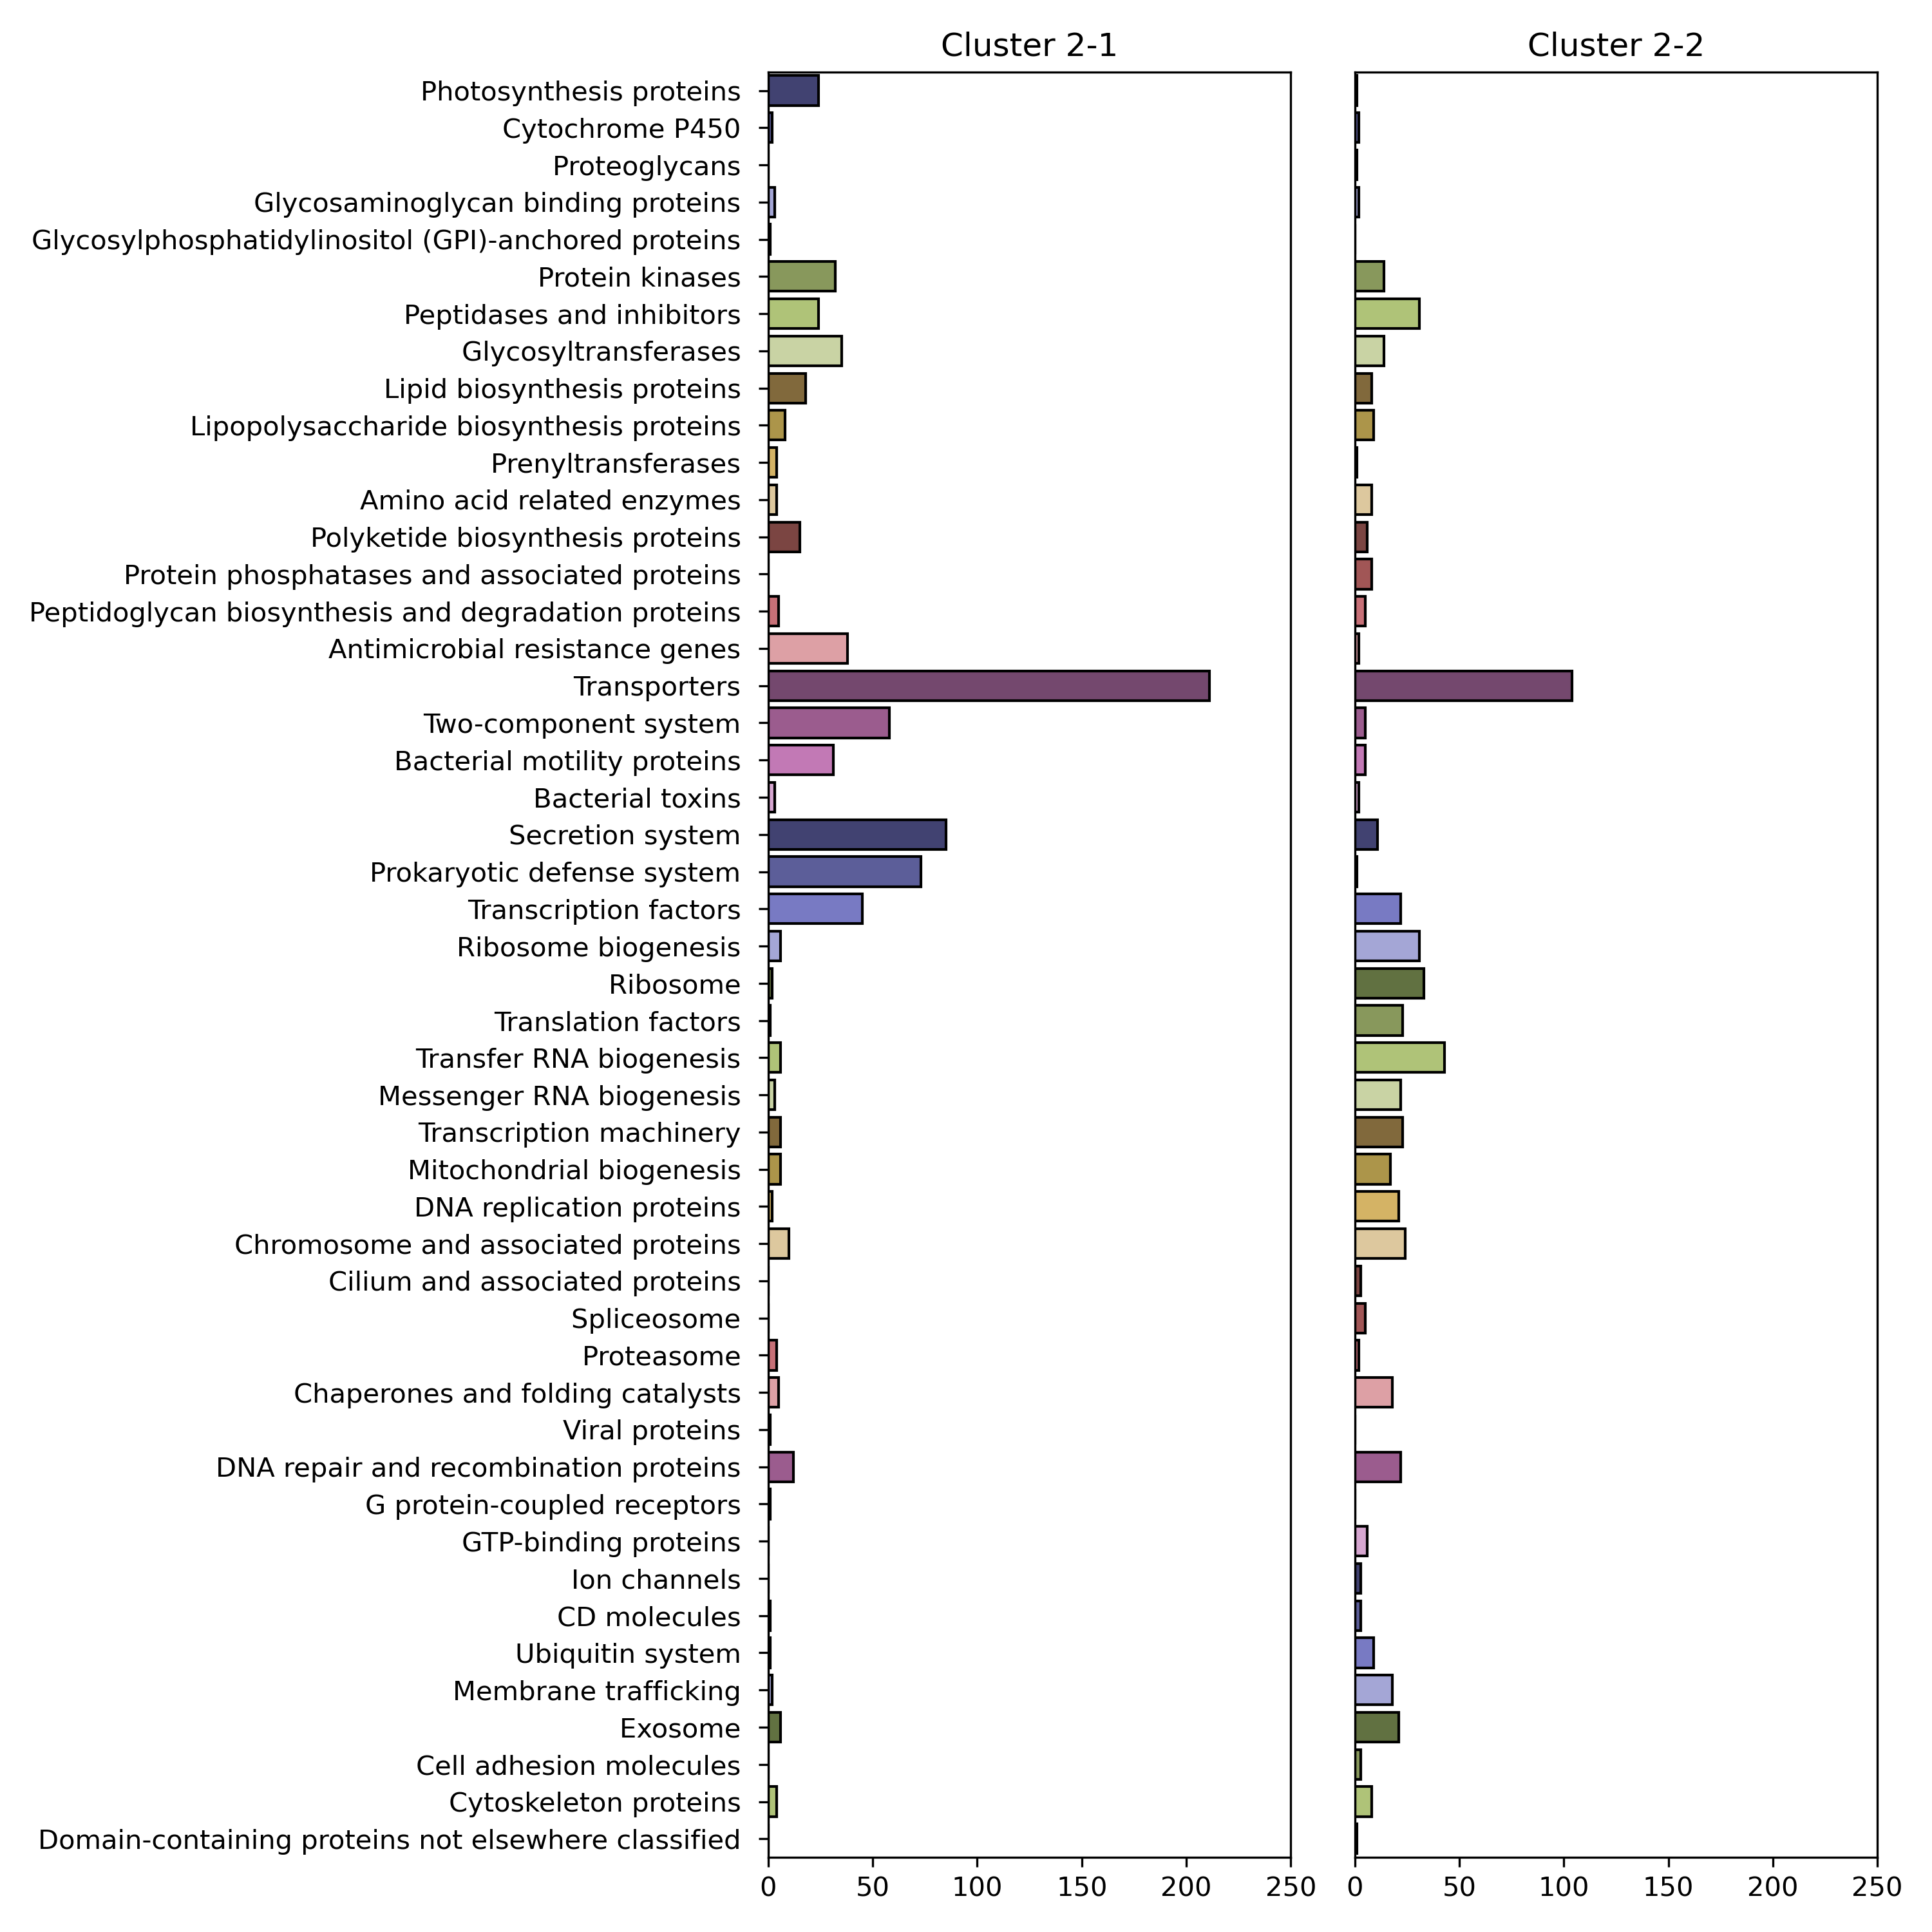 Cluster 2-1
Cluster 2-2
Photosynthesis proteins
Cytochrome P450
Proteoglycans
Glycosaminoglycan binding proteins
Glycosylphosphatidylinositol (GPI)-anchored proteins
Protein kinases
Peptidases and inhibitors
Glycosyltransferases
Lipid biosynthesis proteins
Lipopolysaccharide biosynthesis proteins
Prenyltransferases
Amino acid related enzymes
Polyketide biosynthesis proteins
Protein phosphatases and associated proteins
Peptidoglycan biosynthesis and degradation proteins
Antimicrobial resistance genes
Transporters
Two-component system
Bacterial motility proteins
Bacterial toxins
Secretion system
Prokaryotic defense system
Transcription factors
Ribosome biogenesis
Ribosome
Translation factors
Transfer RNA biogenesis
Messenger RNA biogenesis
Transcription machinery
Mitochondrial biogenesis
DNA replication proteins
Chromosome and associated proteins
Cilium and associated proteins
Spliceosome
Proteasome
Chaperones and folding catalysts
Viral proteins
DNA repair and recombination proteins
G protein-coupled receptors
GTP-binding proteins
Ion channels
CD molecules
Ubiquitin system
Membrane trafficking
Exosome
Cell adhesion molecules
Cytoskeleton proteins
Domain-containing proteins not elsewhere classified
0 50 100 150 200 250
0 50 100 150 200 250